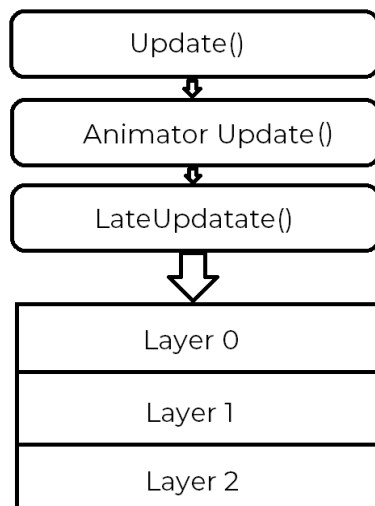 Update()
Animator Update()
LateUpdatate()
Layer 0
Layer 1
Layer 2